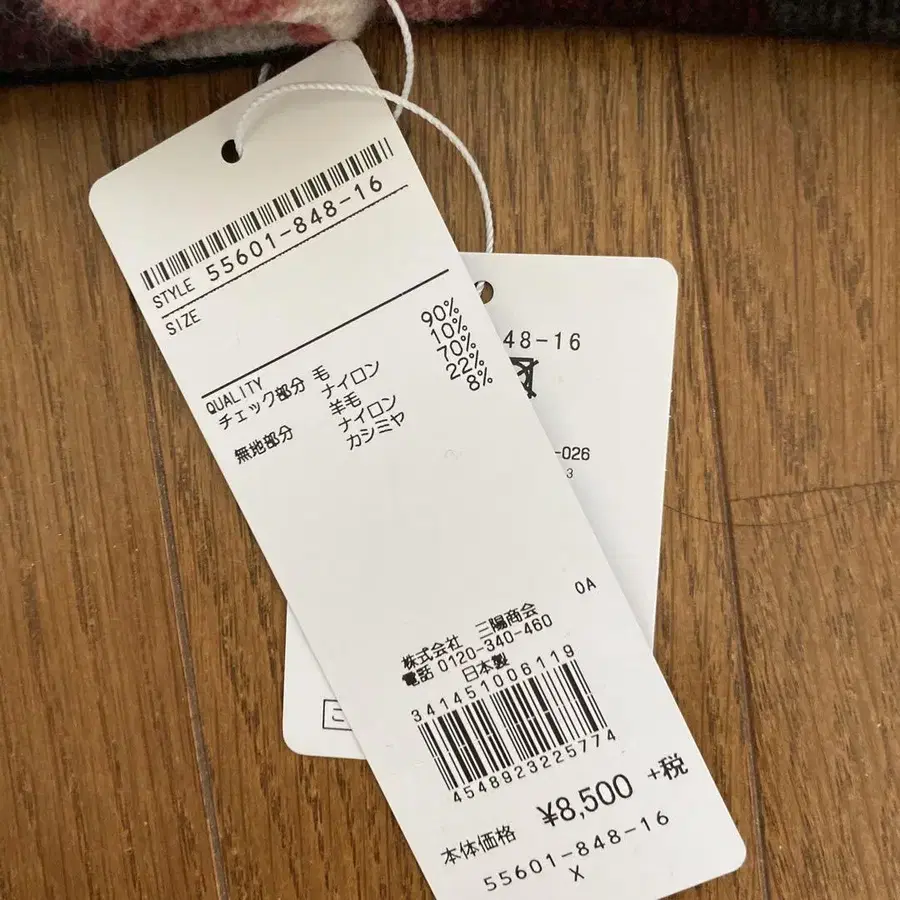 STYLE 55601-848-16
SIZE
QUALITY
チェック部分 毛 90%
ナイロン 10%
無地部分 羊毛 70%
ナイロン 22%
カシミヤ 8%
0A
株式会社 三陽商会
電話 0120-340-460
日本製
341451006119
4548923225774
本体価格 ¥8,500 +税
55601-848-16
X
48-16
-026
3